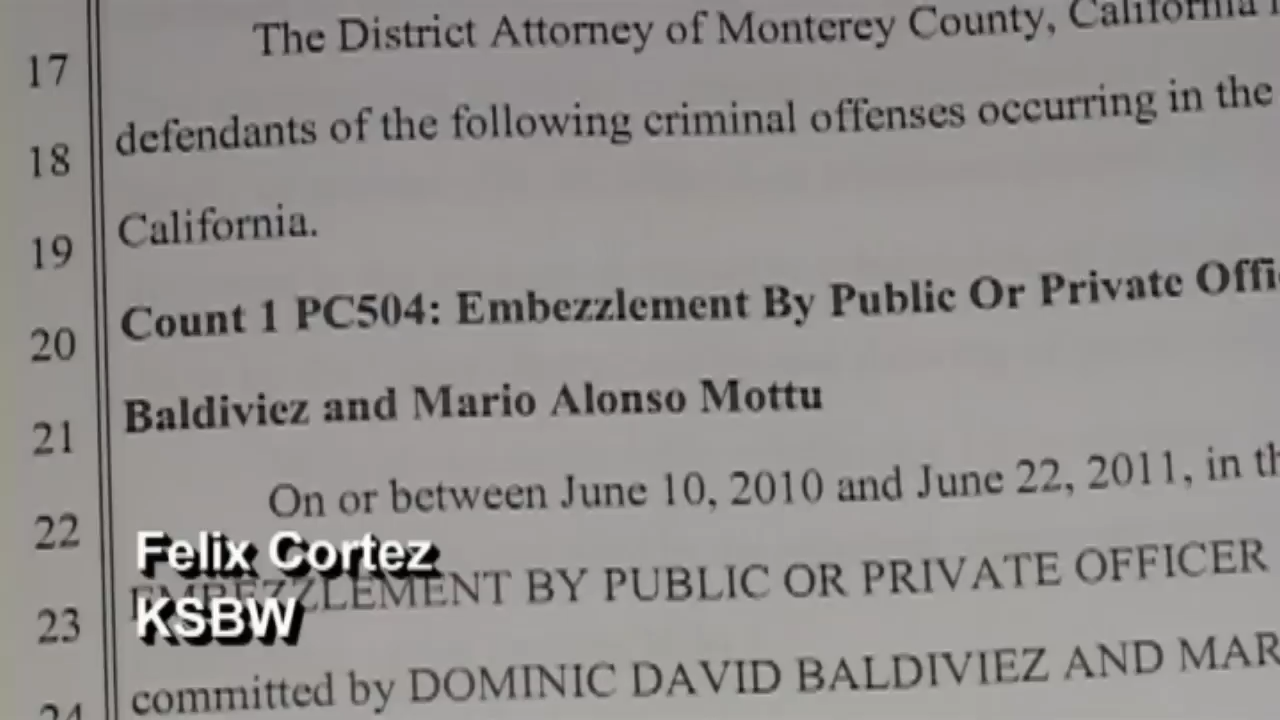 17 The District Attorney of Monterey County, California
18 defendants of the following criminal offenses occurring in the
19 California.
20 Count 1 PC504: Embezzlement By Public Or Private
21 Baldiviez and Mario Alonso Mottu
22 On or between June 10, 2010 and June 22, 2011, in
Felix Cortez
23 EMBEZZLEMENT BY PUBLIC OR PRIVATE OFFICER
KSBW
24 committed by DOMINIC DAVID BALDIVIEZ AND